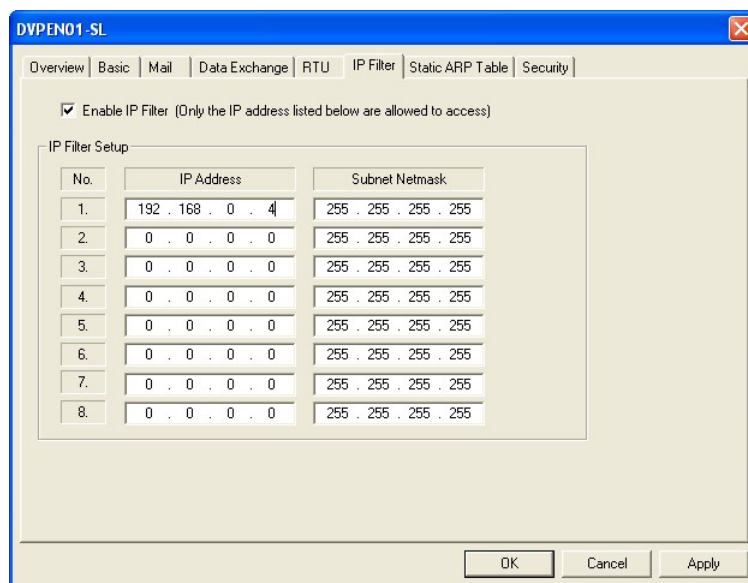 DVPEN01-SL
Overview Basic Mail Data Exchange RTU IP Filter Static ARP Table Security
Enable IP Filter (Only the IP address listed below are allowed to access)
IP Filter Setup
No. IP Address Subnet Netmask
1. 192 . 168 . 0 . 4 255 . 255 . 255 . 255
2. 0 . 0 . 0 . 0 255 . 255 . 255 . 255
3. 0 . 0 . 0 . 0 255 . 255 . 255 . 255
4. 0 . 0 . 0 . 0 255 . 255 . 255 . 255
5. 0 . 0 . 0 . 0 255 . 255 . 255 . 255
6. 0 . 0 . 0 . 0 255 . 255 . 255 . 255
7. 0 . 0 . 0 . 0 255 . 255 . 255 . 255
8. 0 . 0 . 0 . 0 255 . 255 . 255 . 255
OK Cancel Apply